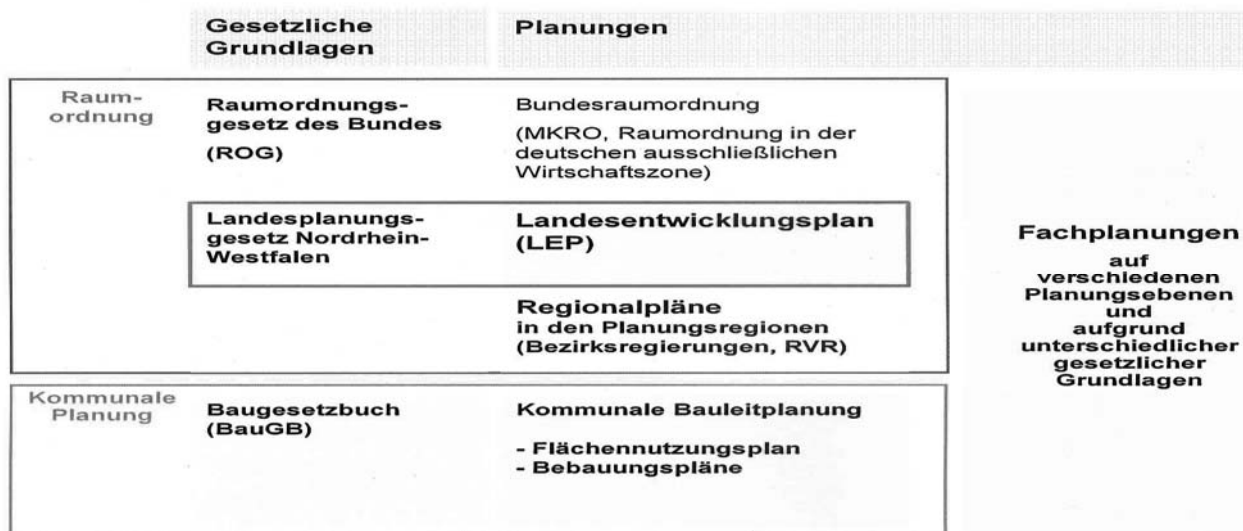 Gesetzliche
Grundlagen
Planungen
Raum-
ordnung
Raumordnungs-
gesetz des Bundes
(ROG)
Bundesraumordnung
(MKRO, Raumordnung in der
deutschen ausschließlichen
Wirtschaftszone)
Landesplanungs-
gesetz Nordrhein-
Westfalen
Landesentwicklungsplan
(LEP)
Regionalpläne
in den Planungsregionen
(Bezirksregierungen, RVR)
Kommunale
Planung
Baugesetzbuch
(BauGB)
Kommunale Bauleitplanung
- Flächennutzungsplan
- Bebauungspläne
Fachplanungen
auf
verschiedenen
Planungsebenen
und
aufgrund
unterschiedlicher
gesetzlicher
Grundlagen